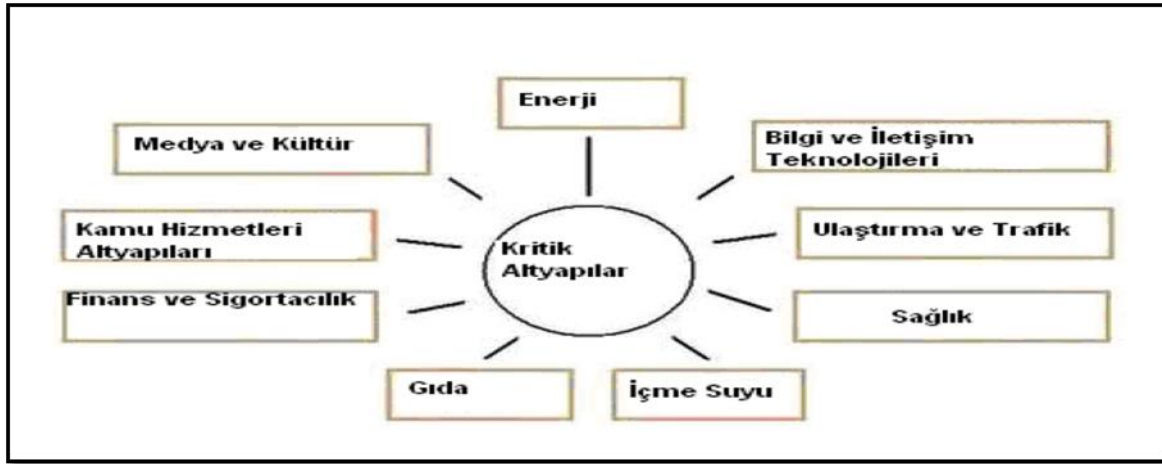 Enerji
Medya ve Kültür
Bilgi ve İletişim
Teknolojileri
Kamu Hizmetleri
Altyapıları
Ulaştırma ve Trafik
Kritik
Altyapılar
Finans ve Sigortacılık
Sağlık
Gıda
İçme Suyu